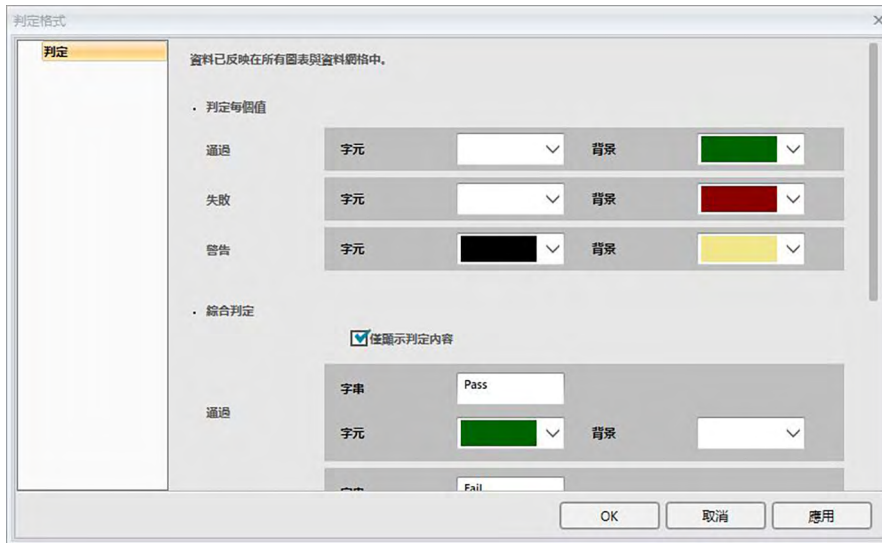 判定格式
判定
資料已反映在所有圖表與資料網格中。
• 判定每個值
通過 字元 背景
失敗 字元 背景
警告 字元 背景
• 綜合判定
僅顯示判定內容
字串 Pass
通過
字元 背景
字串 Fail
OK 取消 應用